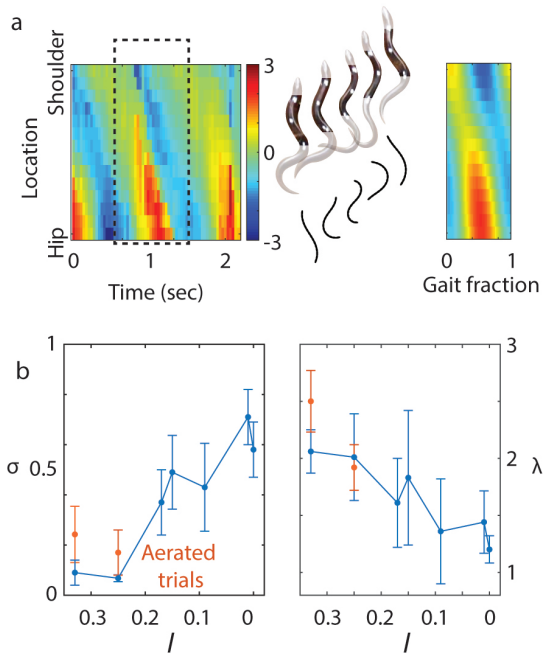 a
Shoulder
Location
Hip
0
1
2
Time (sec)
3
0
-3
0
1
Gait fraction
b
1
σ
0.5
0
Aerated
trials
0.3
0.2
0.1
0
l
3
2
1
λ
0.3
0.2
0.1
0
l